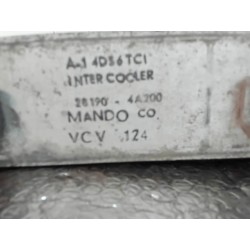 A-1 4D56TCI
INTER COOLER
28190 - 4A200
MANDO CO.
VCV 124